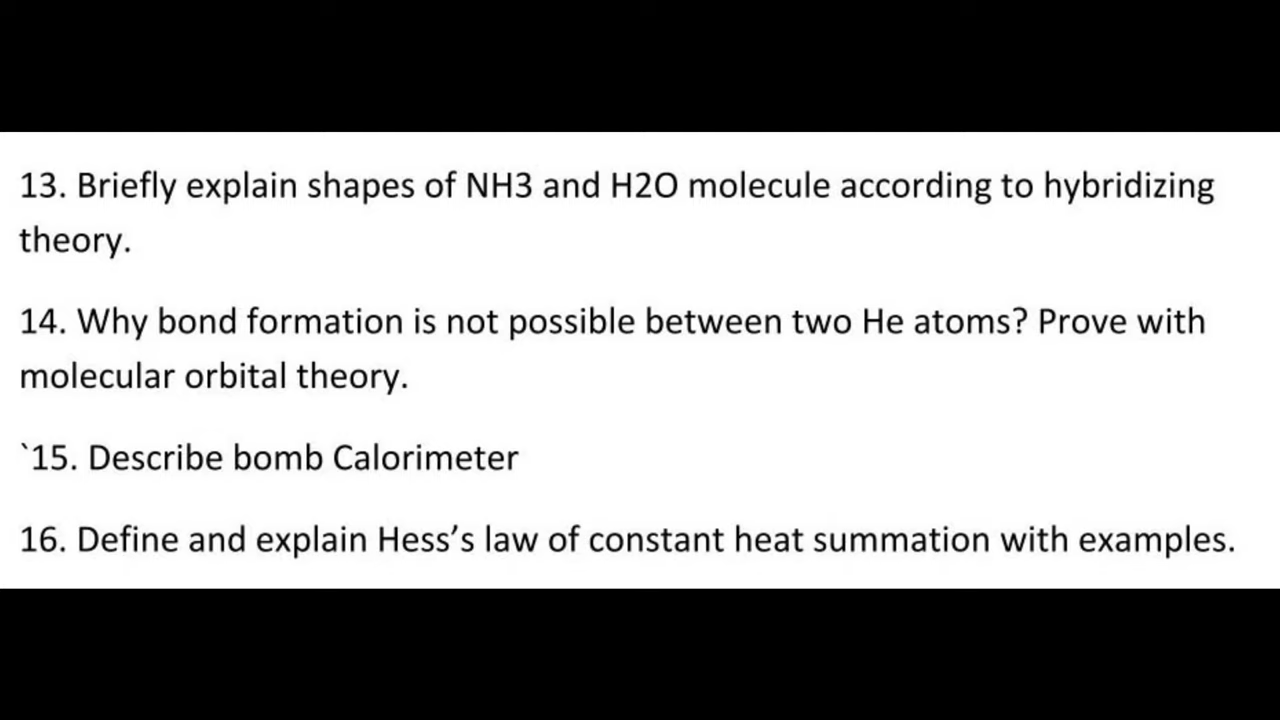 13. Briefly explain shapes of NH3 and H2O molecule according to hybridizing
theory.
14. Why bond formation is not possible between two He atoms? Prove with
molecular orbital theory.
`15. Describe bomb Calorimeter
16. Define and explain Hess’s law of constant heat summation with examples.